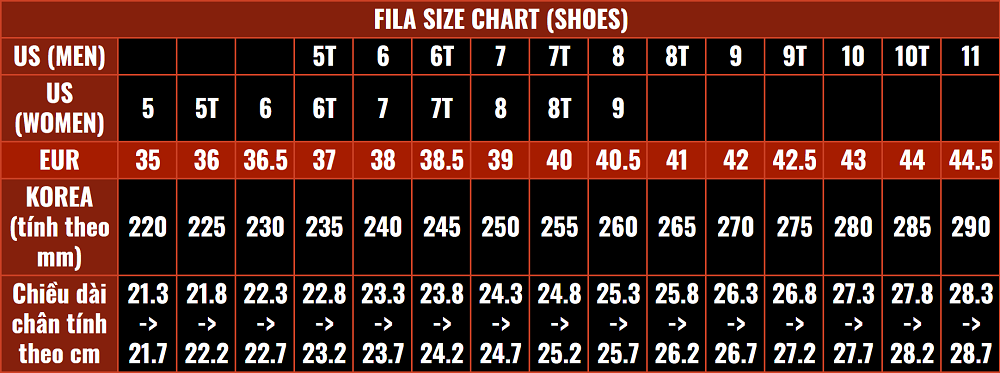 FILA SIZE CHART (SHOES)
US (MEN) 5T 6 6T 7 7T 8 8T 9 9T 10 10T 11
US
(WOMEN) 5 5T 6 6T 7 7T 8 8T 9
EUR 35 36 36.5 37 38 38.5 39 40 40.5 41 42 42.5 43 44 44.5
KOREA
(tính theo 220 225 230 235 240 245 250 255 260 265 270 275 280 285 290
mm)
Chiều dài 21.3 21.8 22.3 22.8 23.3 23.8 24.3 24.8 25.3 25.8 26.3 26.8 27.3 27.8 28.3
chân tính -> -> -> -> -> -> -> -> -> -> -> -> -> -> ->
theo cm 21.7 22.2 22.7 23.2 23.7 24.2 24.7 25.2 25.7 26.2 26.7 27.2 27.7 28.2 28.7